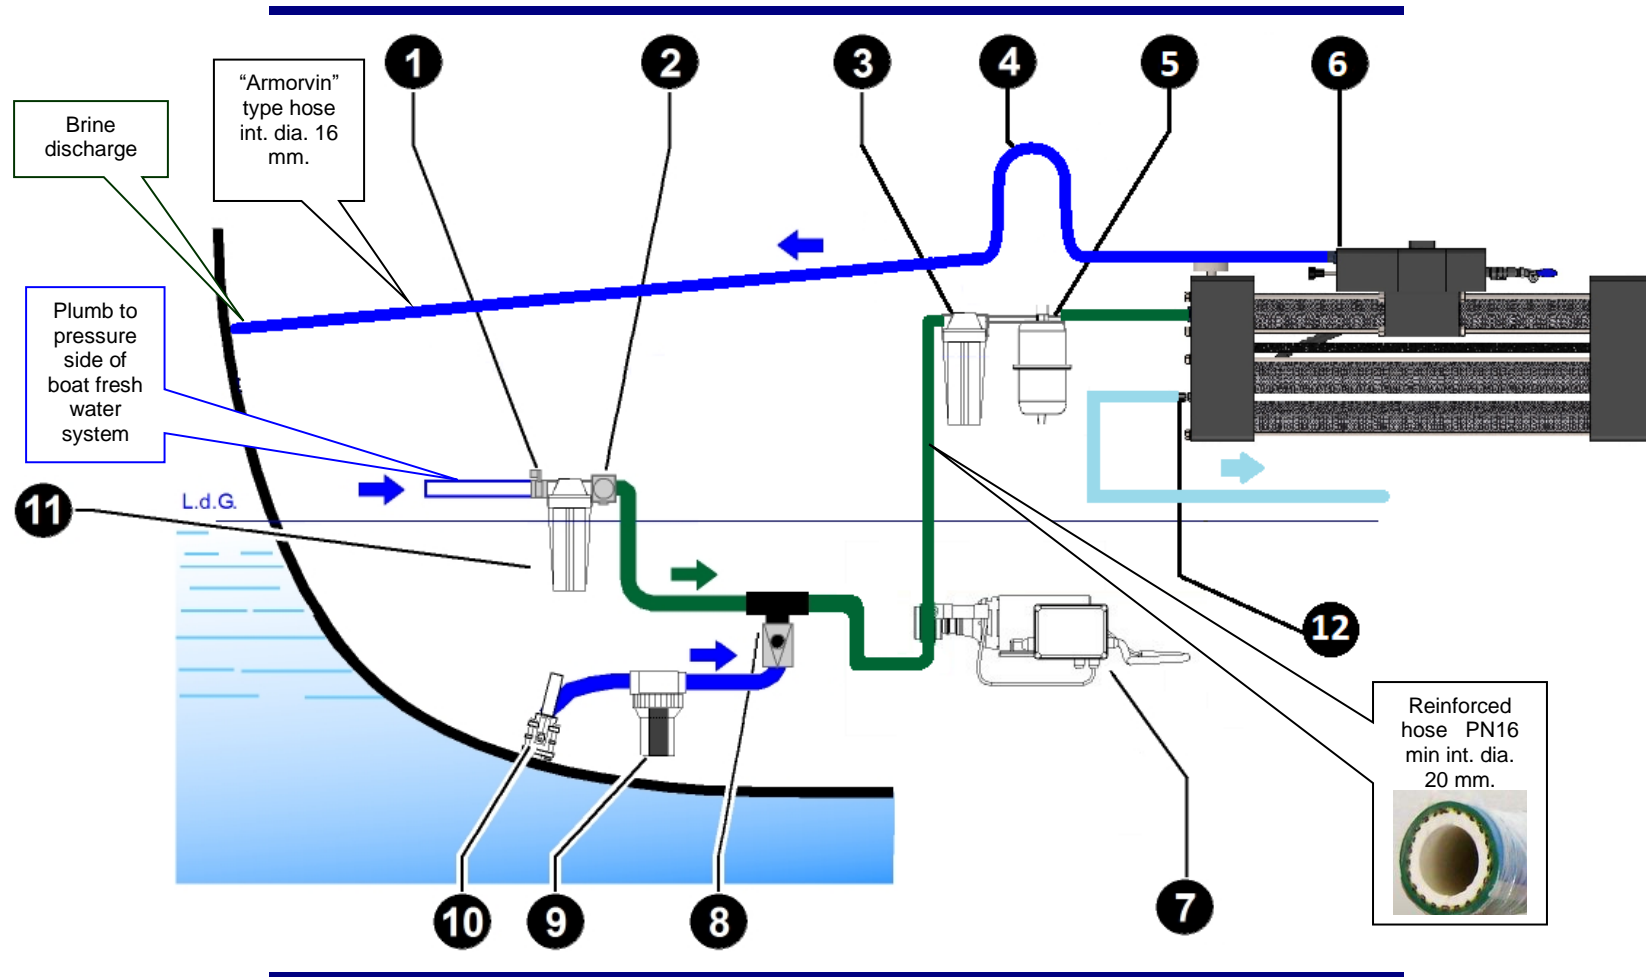 1
2
3
4
5
6
“Armorvin”
type hose
int. dia. 16
mm.
Brine
discharge
Plumb to
pressure
side of
boat fresh
water
system
L.d.G.
11
12
Reinforced
hose PN16
min int. dia.
20 mm.
10
9
8
7